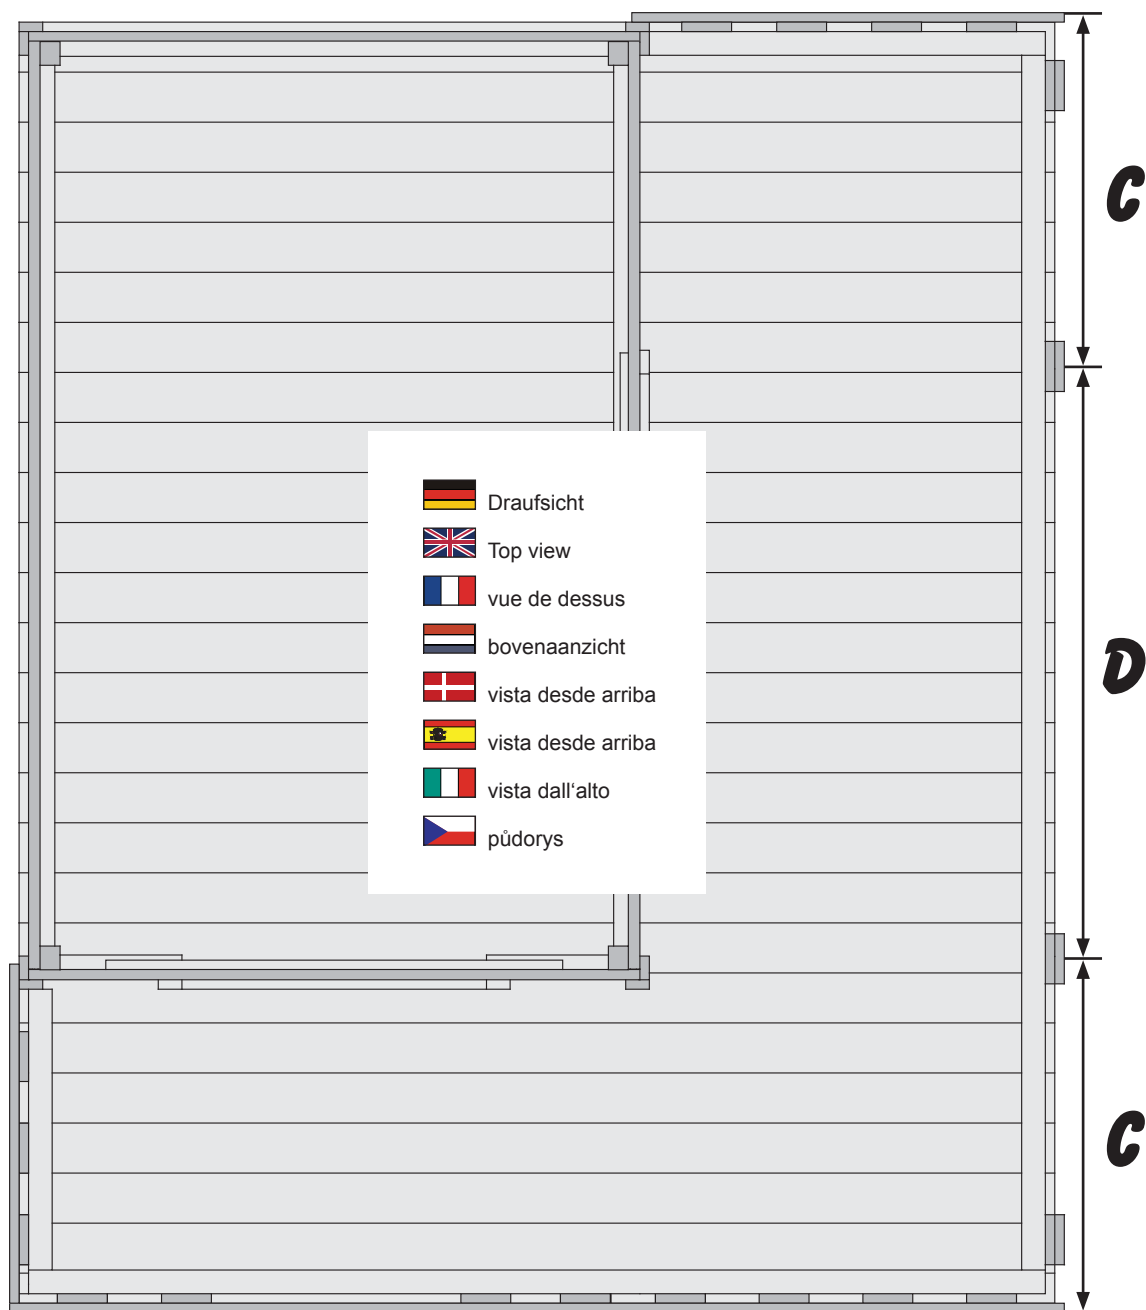 C
Draufsicht
Top view
vue de dessus
bovenaanzicht
D
vista desde arriba
vista desde arriba
vista dall‘alto
půdorys
C